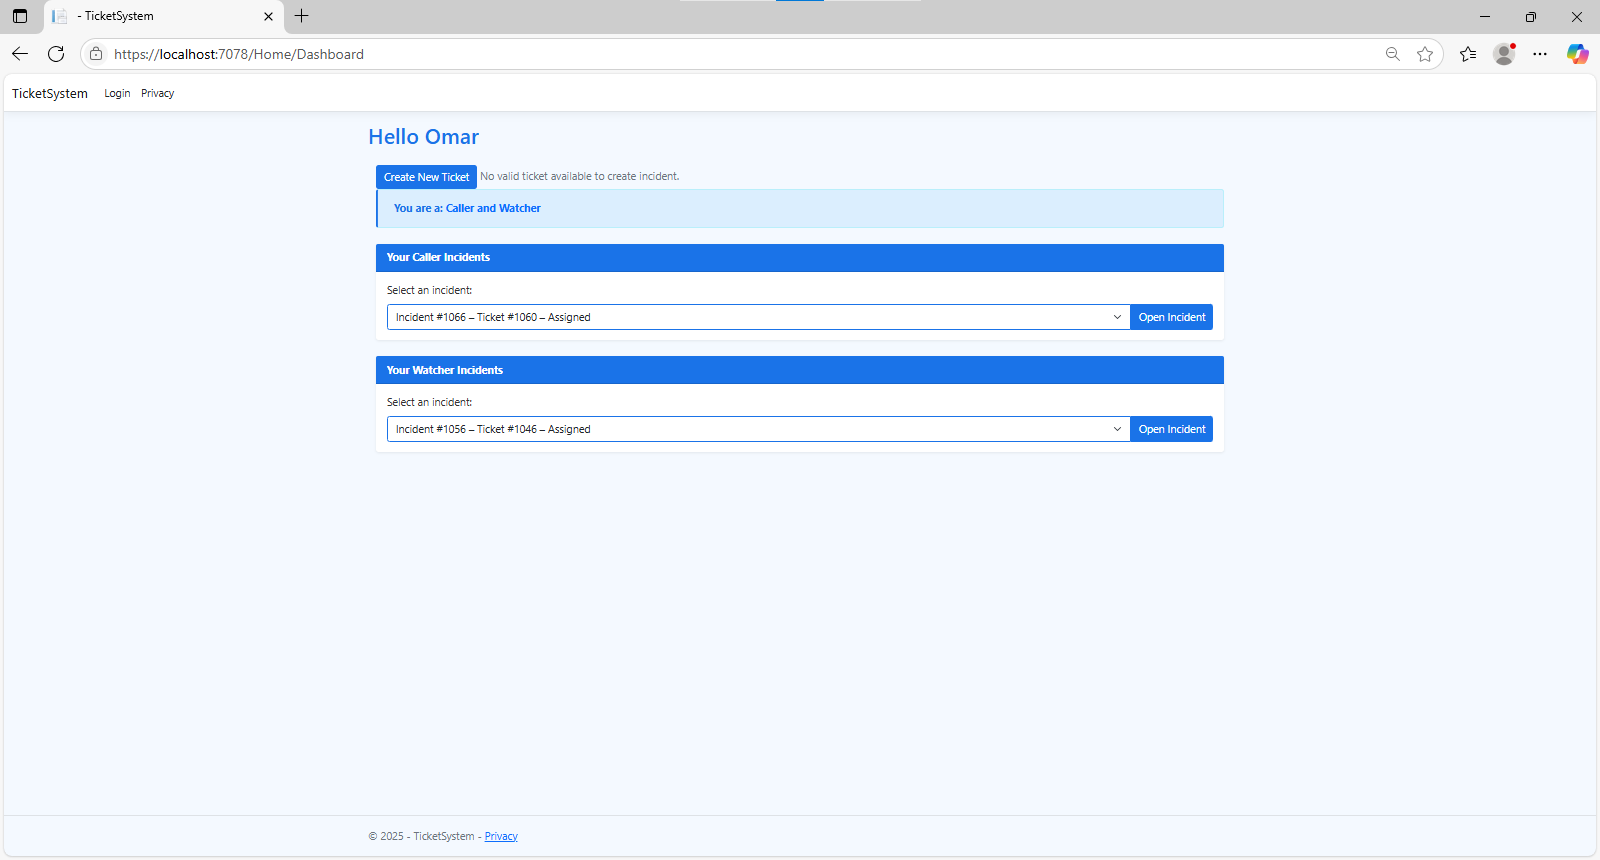 - TicketSystem
https://localhost:7078/Home/Dashboard
TicketSystem Login Privacy
Hello Omar
Create New Ticket No valid ticket available to create incident.
You are a: Caller and Watcher
Your Caller Incidents
Select an incident:
Incident #1066 – Ticket #1060 – Assigned Open Incident
Your Watcher Incidents
Select an incident:
Incident #1056 – Ticket #1046 – Assigned Open Incident
© 2025 - TicketSystem - Privacy